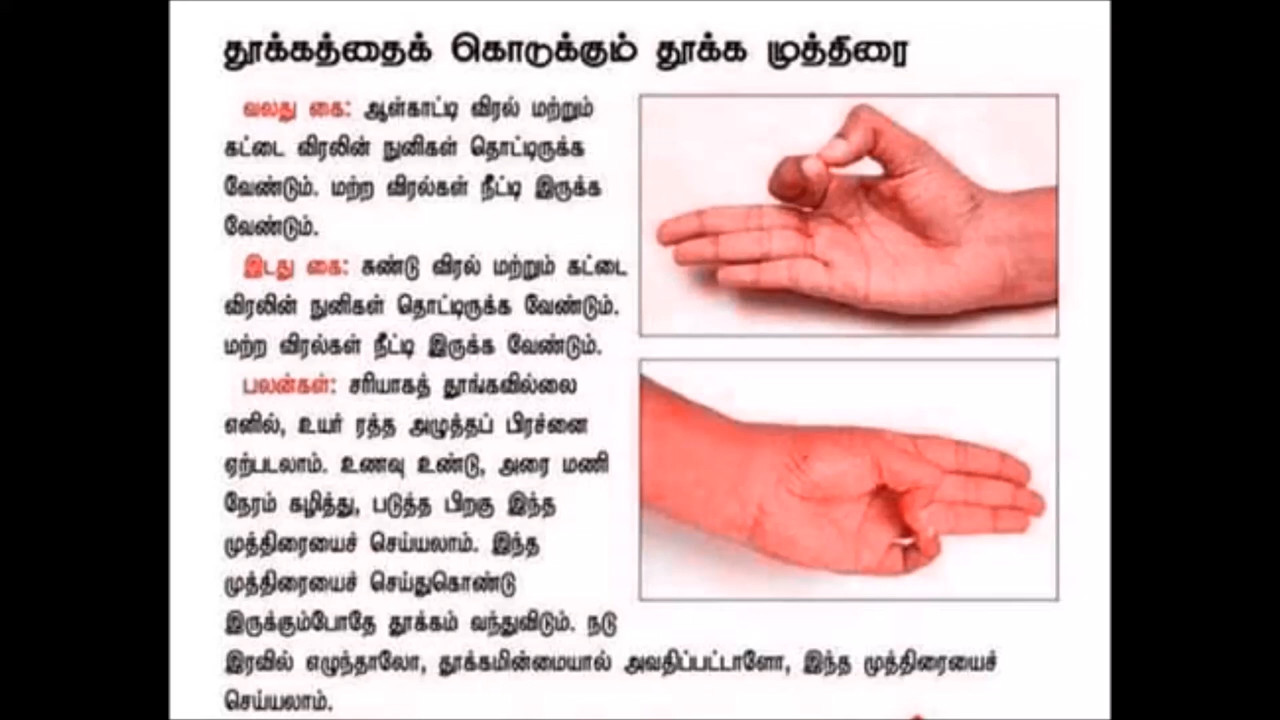 தூக்கத்தைக் கொடுக்கும் தூக்க முத்திரை
வலது கை: ஆள்காட்டி விரல் மற்றும்
கட்டை விரலின் நுனிகள் தொட்டிருக்க
வேண்டும். மற்ற விரல்கள் நீட்டி இருக்க
வேண்டும்.
இடது கை: சுண்டு விரல் மற்றும் கட்டை
விரலின் நுனிகள் தொட்டிருக்க வேண்டும்.
மற்ற விரல்கள் நீட்டி இருக்க வேண்டும்.
பலன்கள்: சரியாகத் தூங்கவில்லை
எனில், உயர் ரத்த அழுத்தப் பிரச்னை
ஏற்படலாம். உணவு உண்டு, அரை மணி
நேரம் கழித்து, படுத்த பிறகு இந்த
முத்திரையைச் செய்யலாம். இந்த
முத்திரையைச் செய்துகொண்டு
இருக்கும்போதே தூக்கம் வந்துவிடும். நடு
இரவில் எழுந்தாலோ, தூக்கமின்மையால் அவதிப்பட்டாளோ, இந்த முத்திரையைச்
செய்யலாம்.